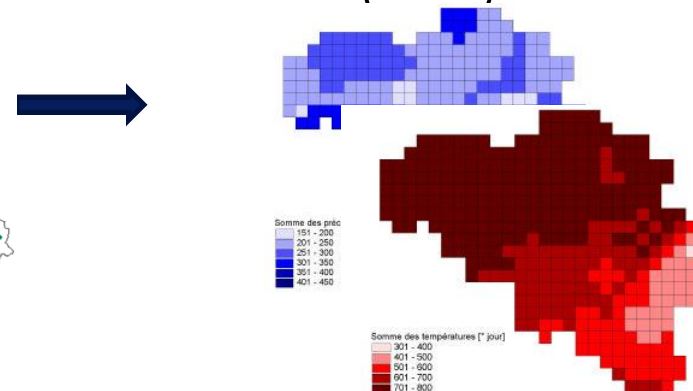 Somme des préc
151 - 200
201 - 250
251 - 300
301 - 350
351 - 400
401 - 450
Somme des températures [° jour]
301 - 400
401 - 500
501 - 600
601 - 700
701 - 800